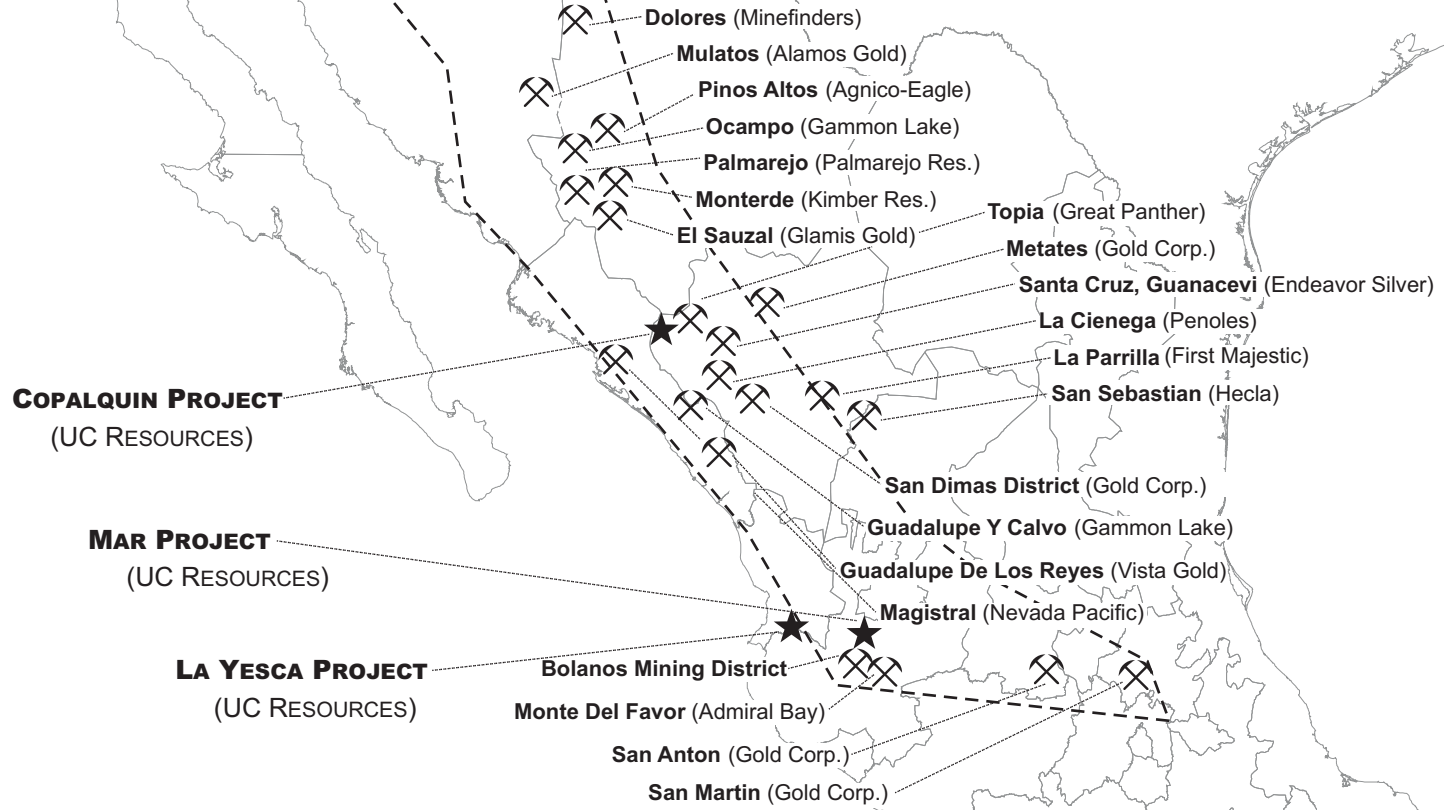 Dolores (Minefinders)
Mulatos (Alamos Gold)
Pinos Altos (Agnico-Eagle)
Ocampo (Gammon Lake)
Palmarejo (Palmarejo Res.)
Monterde (Kimber Res.)
El Sauzal (Glamis Gold)
Topia (Great Panther)
Metates (Gold Corp.)
Santa Cruz, Guanacevi (Endeavor Silver)
La Cienega (Penoles)
La Parrilla (First Majestic)
San Sebastian (Hecla)
COPALQUIN PROJECT
(UC RESOURCES)
San Dimas District (Gold Corp.)
Guadalupe Y Calvo (Gammon Lake)
MAR PROJECT
(UC RESOURCES)
Guadalupe De Los Reyes (Vista Gold)
Magistral (Nevada Pacific)
LA YESCA PROJECT
(UC RESOURCES)
Bolanos Mining District
Monte Del Favor (Admiral Bay)
San Anton (Gold Corp.)
San Martin (Gold Corp.)